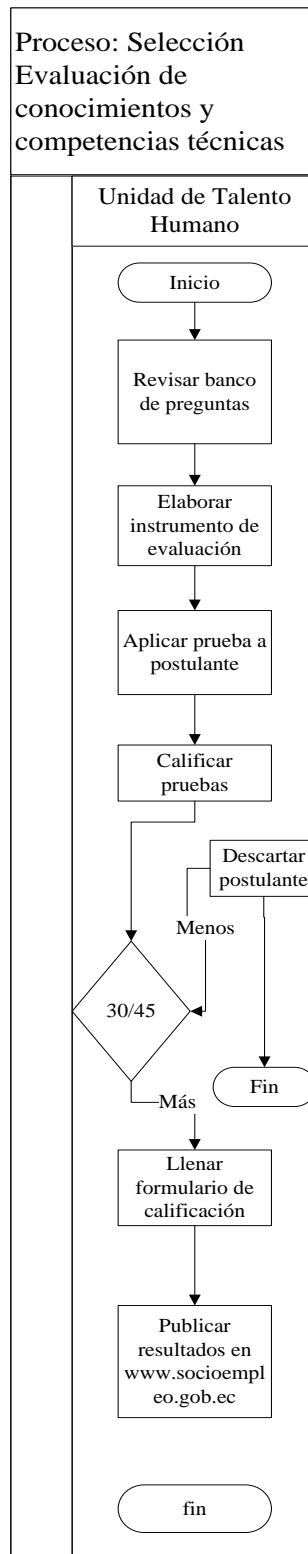 Proceso: Selección
Evaluación de
conocimientos y
competencias técnicas
Unidad de Talento
Humano
Inicio
Revisar banco
de preguntas
Elaborar
instrumento de
evaluación
Aplicar prueba a
postulante
Calificar
pruebas
Descartar
postulante
Menos
30/45
Fin
Más
Llenar
formulario de
calificación
Publicar
resultados en
www.socioempl
eo.gob.ec
fin